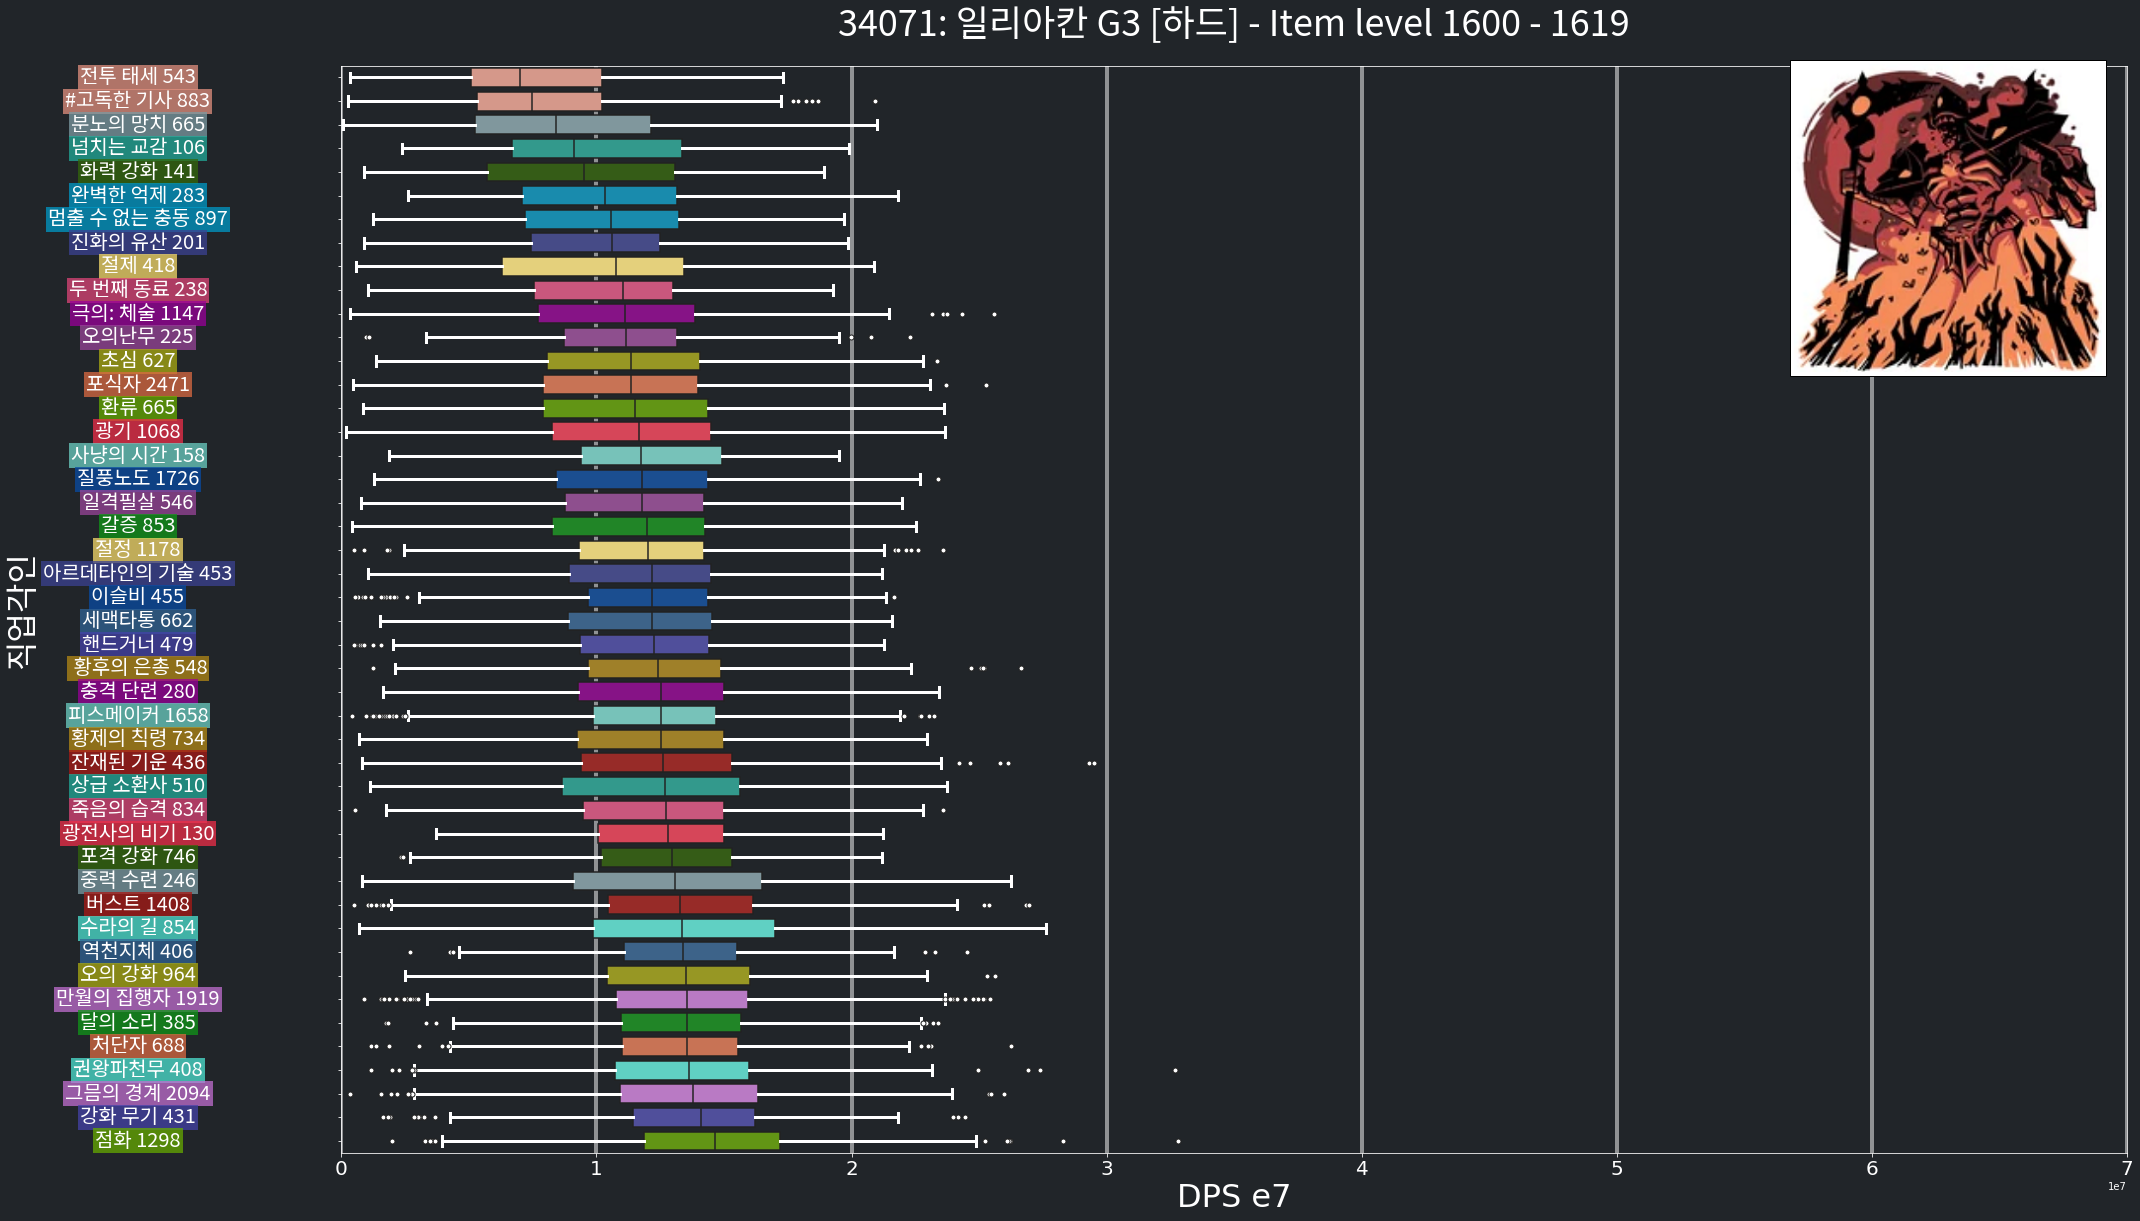 34071: 일리아칸 G3 [하드] - Item level 1600 - 1619
전투 태세 543
#고독한 기사 883
분노의 망치 665
넘치는 교감 106
화력 강화 141
완벽한 억제 283
멈출 수 없는 충동 897
진화의 유산 201
절제 418
두 번째 동료 238
극의: 체술 1147
오의난무 225
초심 627
포식자 2471
환류 665
광기 1068
사냥의 시간 158
질풍노도 1726
일격필살 546
갈증 853
절정 1178
아르데타인의 기술 453
이슬비 455
세맥타통 662
핸드거너 479
황후의 은총 548
충격 단련 280
피스메이커 1658
황제의 칙령 734
잔재된 기운 436
상급 소환사 510
죽음의 습격 834
광전사의 비기 130
포격 강화 746
중력 수련 246
버스트 1408
수라의 길 854
역천지체 406
오의 강화 964
만월의 집행자 1919
달의 소리 385
처단자 688
권왕파천무 408
그믐의 경계 2094
강화 무기 431
점화 1298
직업각인
0 1 2 3 4 5 6 7
1e7
DPS e7